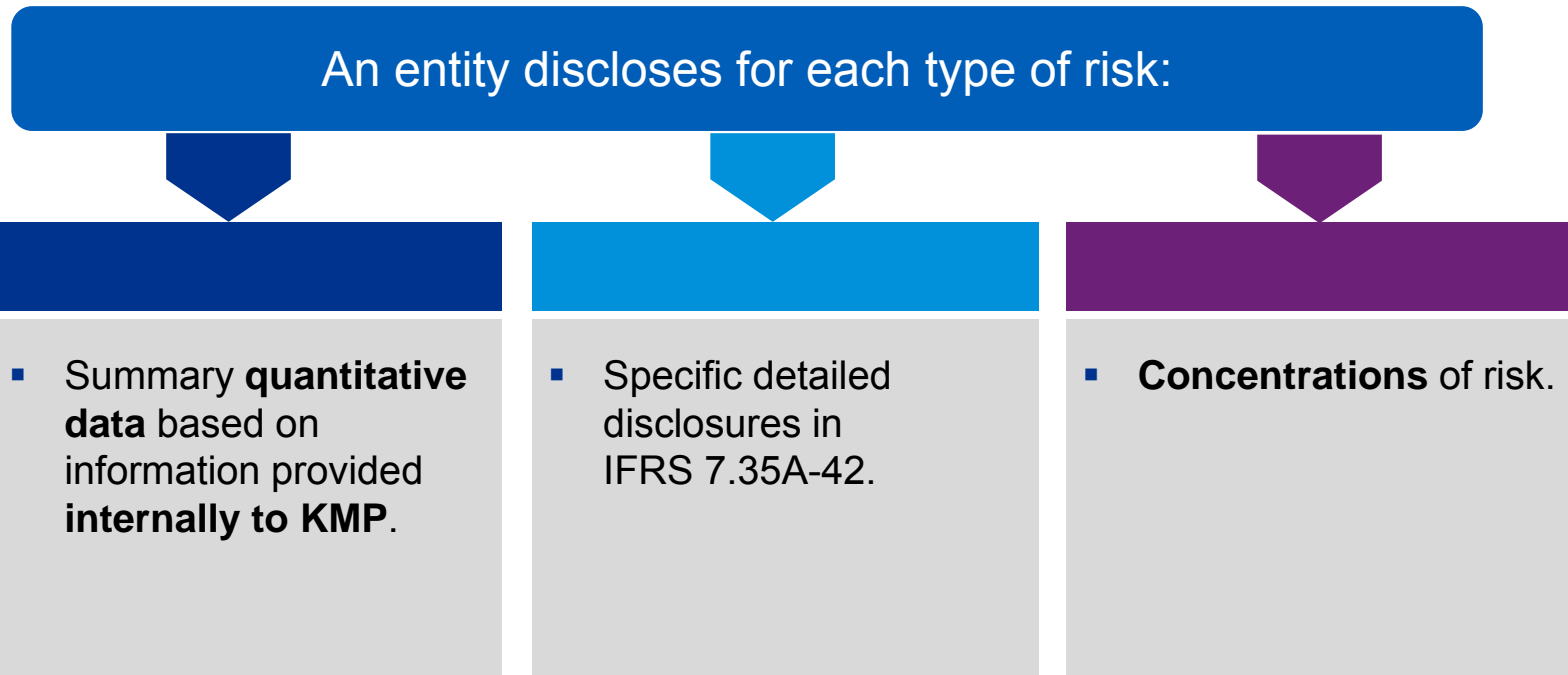 An entity discloses for each type of risk:
▪ Summary quantitative
data based on
information provided
internally to KMP.
▪ Specific detailed
disclosures in
IFRS 7.35A-42.
▪ Concentrations of risk.